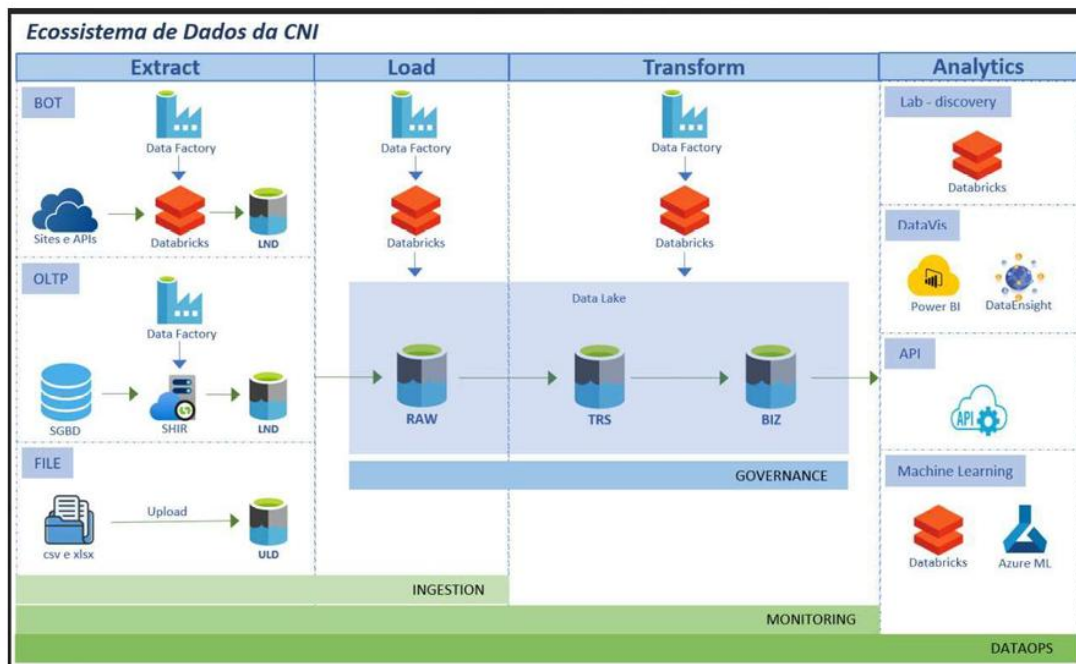 Ecossistema de Dados da CNI
Extract
Load
Transform
Analytics
BOT
Data Factory
Sites e APIs
Databricks
LND
OLTP
Data Factory
SGBD
SHIR
LND
FILE
csv e xlsx
Upload
ULD
Data Factory
Databricks
Data Factory
Databricks
Data Lake
RAW
TRS
BIZ
GOVERNANCE
Lab - discovery
Databricks
DataVis
Power BI
DataEnsight
API
API
Machine Learning
Databricks
Azure ML
INGESTION
MONITORING
DATAOPS